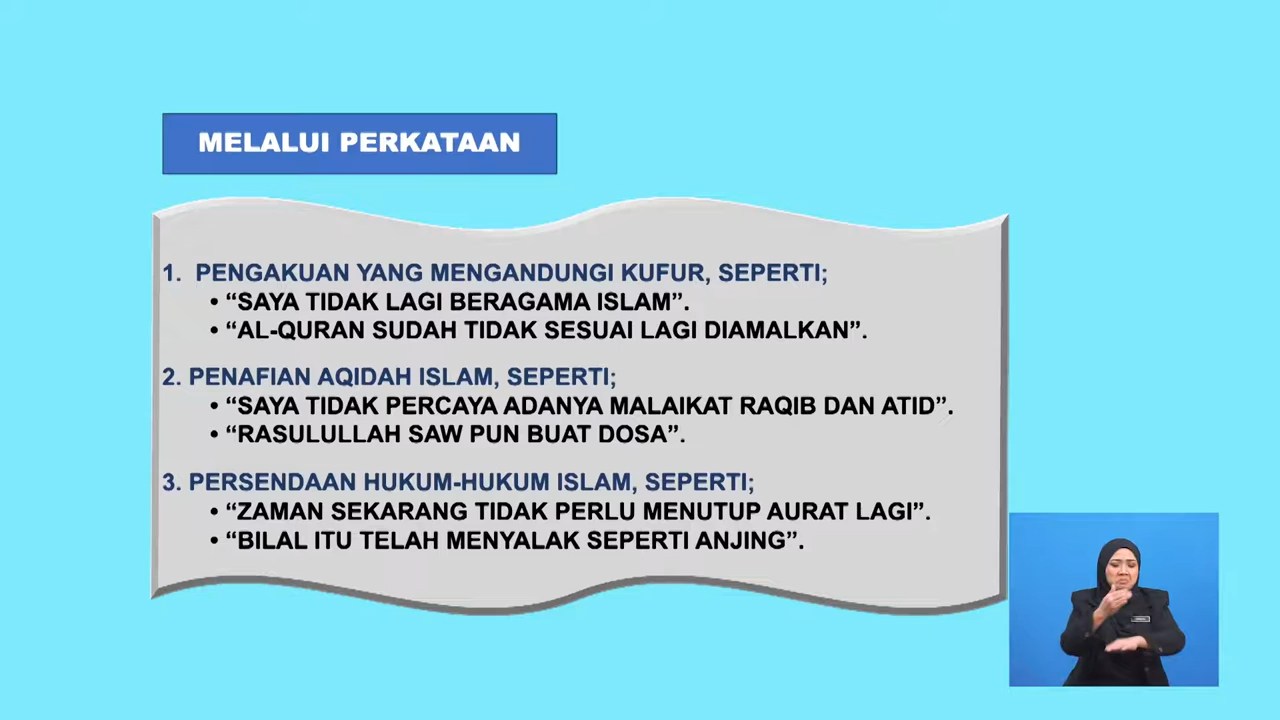 MELALUI PERKATAAN
1. PENGAKUAN YANG MENGANDUNGI KUFUR, SEPERTI;
• “SAYA TIDAK LAGI BERAGAMA ISLAM”.
• “AL-QURAN SUDAH TIDAK SESUAI LAGI DIAMALKAN”.
2. PENAFIAN AQIDAH ISLAM, SEPERTI;
• “SAYA TIDAK PERCAYA ADANYA MALAIKAT RAQIB DAN ATID”.
• “RASULULLAH SAW PUN BUAT DOSA”.
3. PERSENDAAN HUKUM-HUKUM ISLAM, SEPERTI;
• “ZAMAN SEKARANG TIDAK PERLU MENUTUP AURAT LAGI”.
• “BILAL ITU TELAH MENYALAK SEPERTI ANJING”.